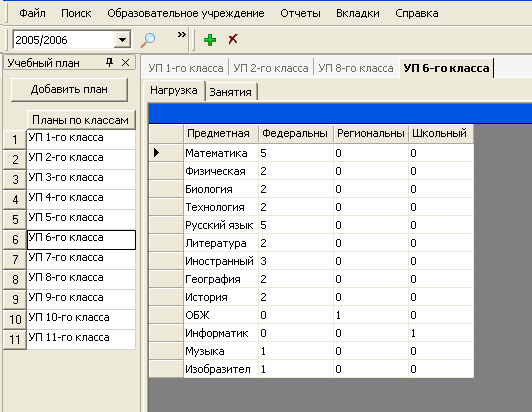 Файл Поиск Образовательное учреждение Отчеты Вкладки Справка
2005/2006 »
Учебный план
Добавить план
Планы по классам
1 УП 1-го класса
2 УП 2-го класса
3 УП 3-го класса
4 УП 4-го класса
5 УП 5-го класса
6 УП 6-го класса
7 УП 7-го класса
8 УП 8-го класса
9 УП 9-го класса
10 УП 10-го класса
11 УП 11-го класса
УП 1-го класса УП 2-го класса УП 8-го класса УП 6-го класса
Нагрузка Занятия
Предметная Федеральны Региональны Школьный
Математика 5 0 0
Физическая 2 0 0
Биология 2 0 0
Технология 2 0 0
Русский язык 5 0 0
Литература 2 0 0
Иностранный 3 0 0
География 2 0 0
История 2 0 0
ОБЖ 0 1 0
Информатик 0 0 1
Музыка 1 0 0
Изобразител 1 0 0